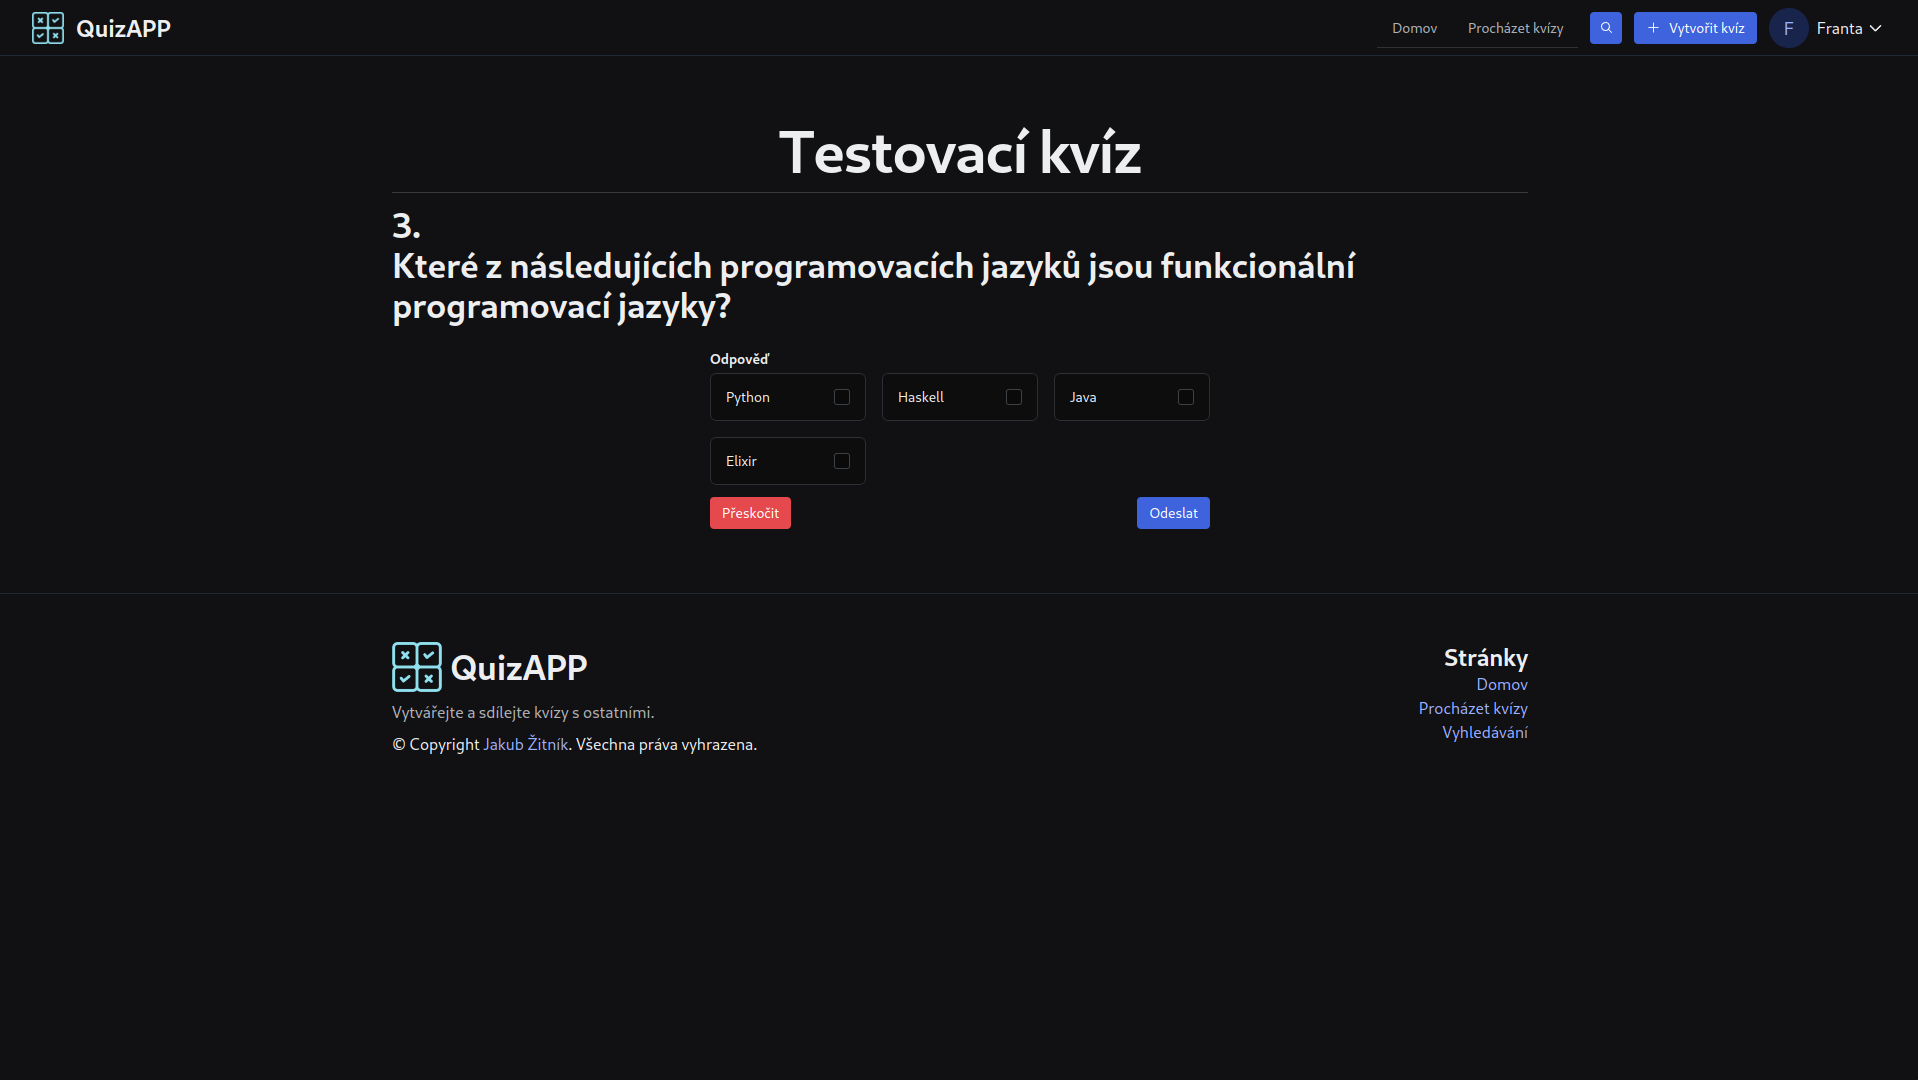 QuizAPP
Domov
Procházet kvízy
Vytvořit kvíz
F
Franta
Testovací kvíz
3.
Které z následujících programovacích jazyků jsou funkcionální
programovací jazyky?
Odpověď
Python
Haskell
Java
Elixir
Přeskočit
Odeslat
QuizAPP
Vytvářejte a sdílejte kvízy s ostatními.
© Copyright Jakub Žitník. Všechna práva vyhrazena.
Stránky
Domov
Procházet kvízy
Vyhledávání